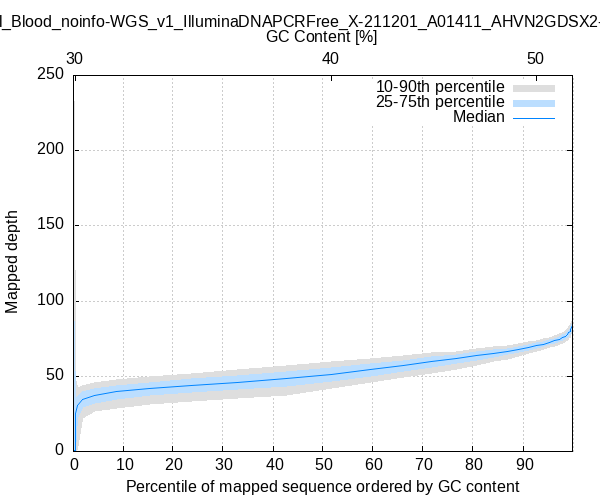 l_Blood_noinfo-WGS_v1_IlluminaDNAPCRFree_X-211201_A01411_AHVN2GDSX2-
GC Content [%]
30 40 50
250
200
150
100
50
0
10-90th percentile
25-75th percentile
Median
Mapped depth
0 10 20 30 40 50 60 70 80 90
Percentile of mapped sequence ordered by GC content